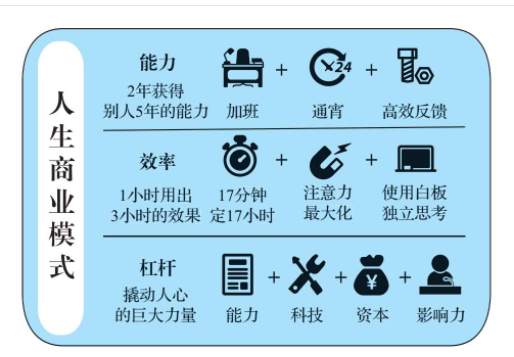 人生商业模式
能力
2年获得
别人5年的能力
加班
+
24
通宵
+
高效反馈
效率
1小时用出
3小时的效果
17分钟
定17小时
+
注意力
最大化
+
使用白板
独立思考
杠杆
撬动人心
的巨大力量
能力
+
科技
+
¥
资本
+
影响力